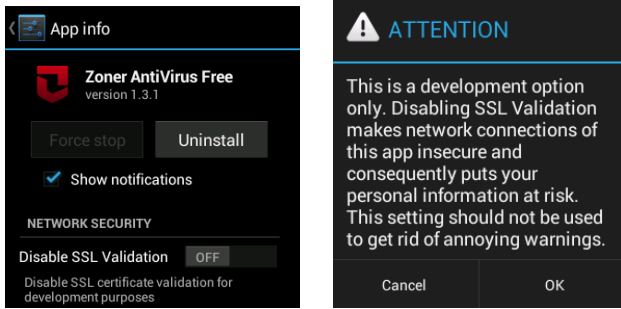 App info
Zoner AntiVirus Free
version 1.3.1
Force stop
Uninstall
Show notifications
NETWORK SECURITY
Disable SSL Validation OFF
Disable SSL certificate validation for
development purposes
ATTENTION
This is a development option
only. Disabling SSL Validation
makes network connections of
this app insecure and
consequently puts your
personal information at risk.
This setting should not be used
to get rid of annoying warnings.
Cancel
OK